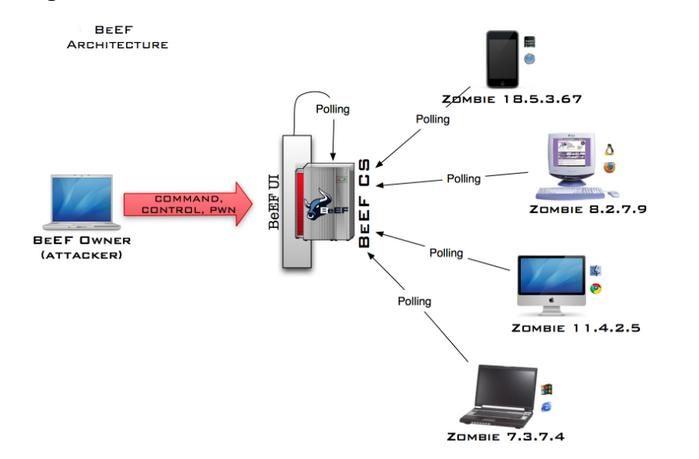 BeEF
Architecture
Zombie 18.5.3.67
Polling
Polling
Polling
Zombie 8.2.7.9
BeEF UI
BeEF
BeEF CS
Command,
Control, Pwn
BeEF Owner
(attacker)
Polling
Zombie 11.4.2.5
Polling
Zombie 7.3.7.4